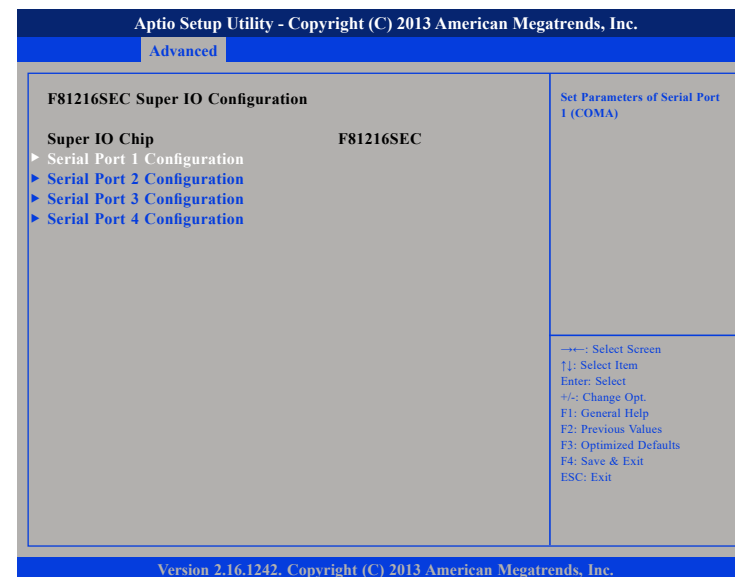 Aptio Setup Utility - Copyright (C) 2013 American Megatrends, Inc.
Advanced
F81216SEC Super IO Configuration
Super IO Chip F81216SEC
▶ Serial Port 1 Configuration
▶ Serial Port 2 Configuration
▶ Serial Port 3 Configuration
▶ Serial Port 4 Configuration
Set Parameters of Serial Port
1 (COMA)
→←: Select Screen
↑↓: Select Item
Enter: Select
+/-: Change Opt.
F1: General Help
F2: Previous Values
F3: Optimized Defaults
F4: Save & Exit
ESC: Exit
Version 2.16.1242. Copyright (C) 2013 American Megatrends, Inc.